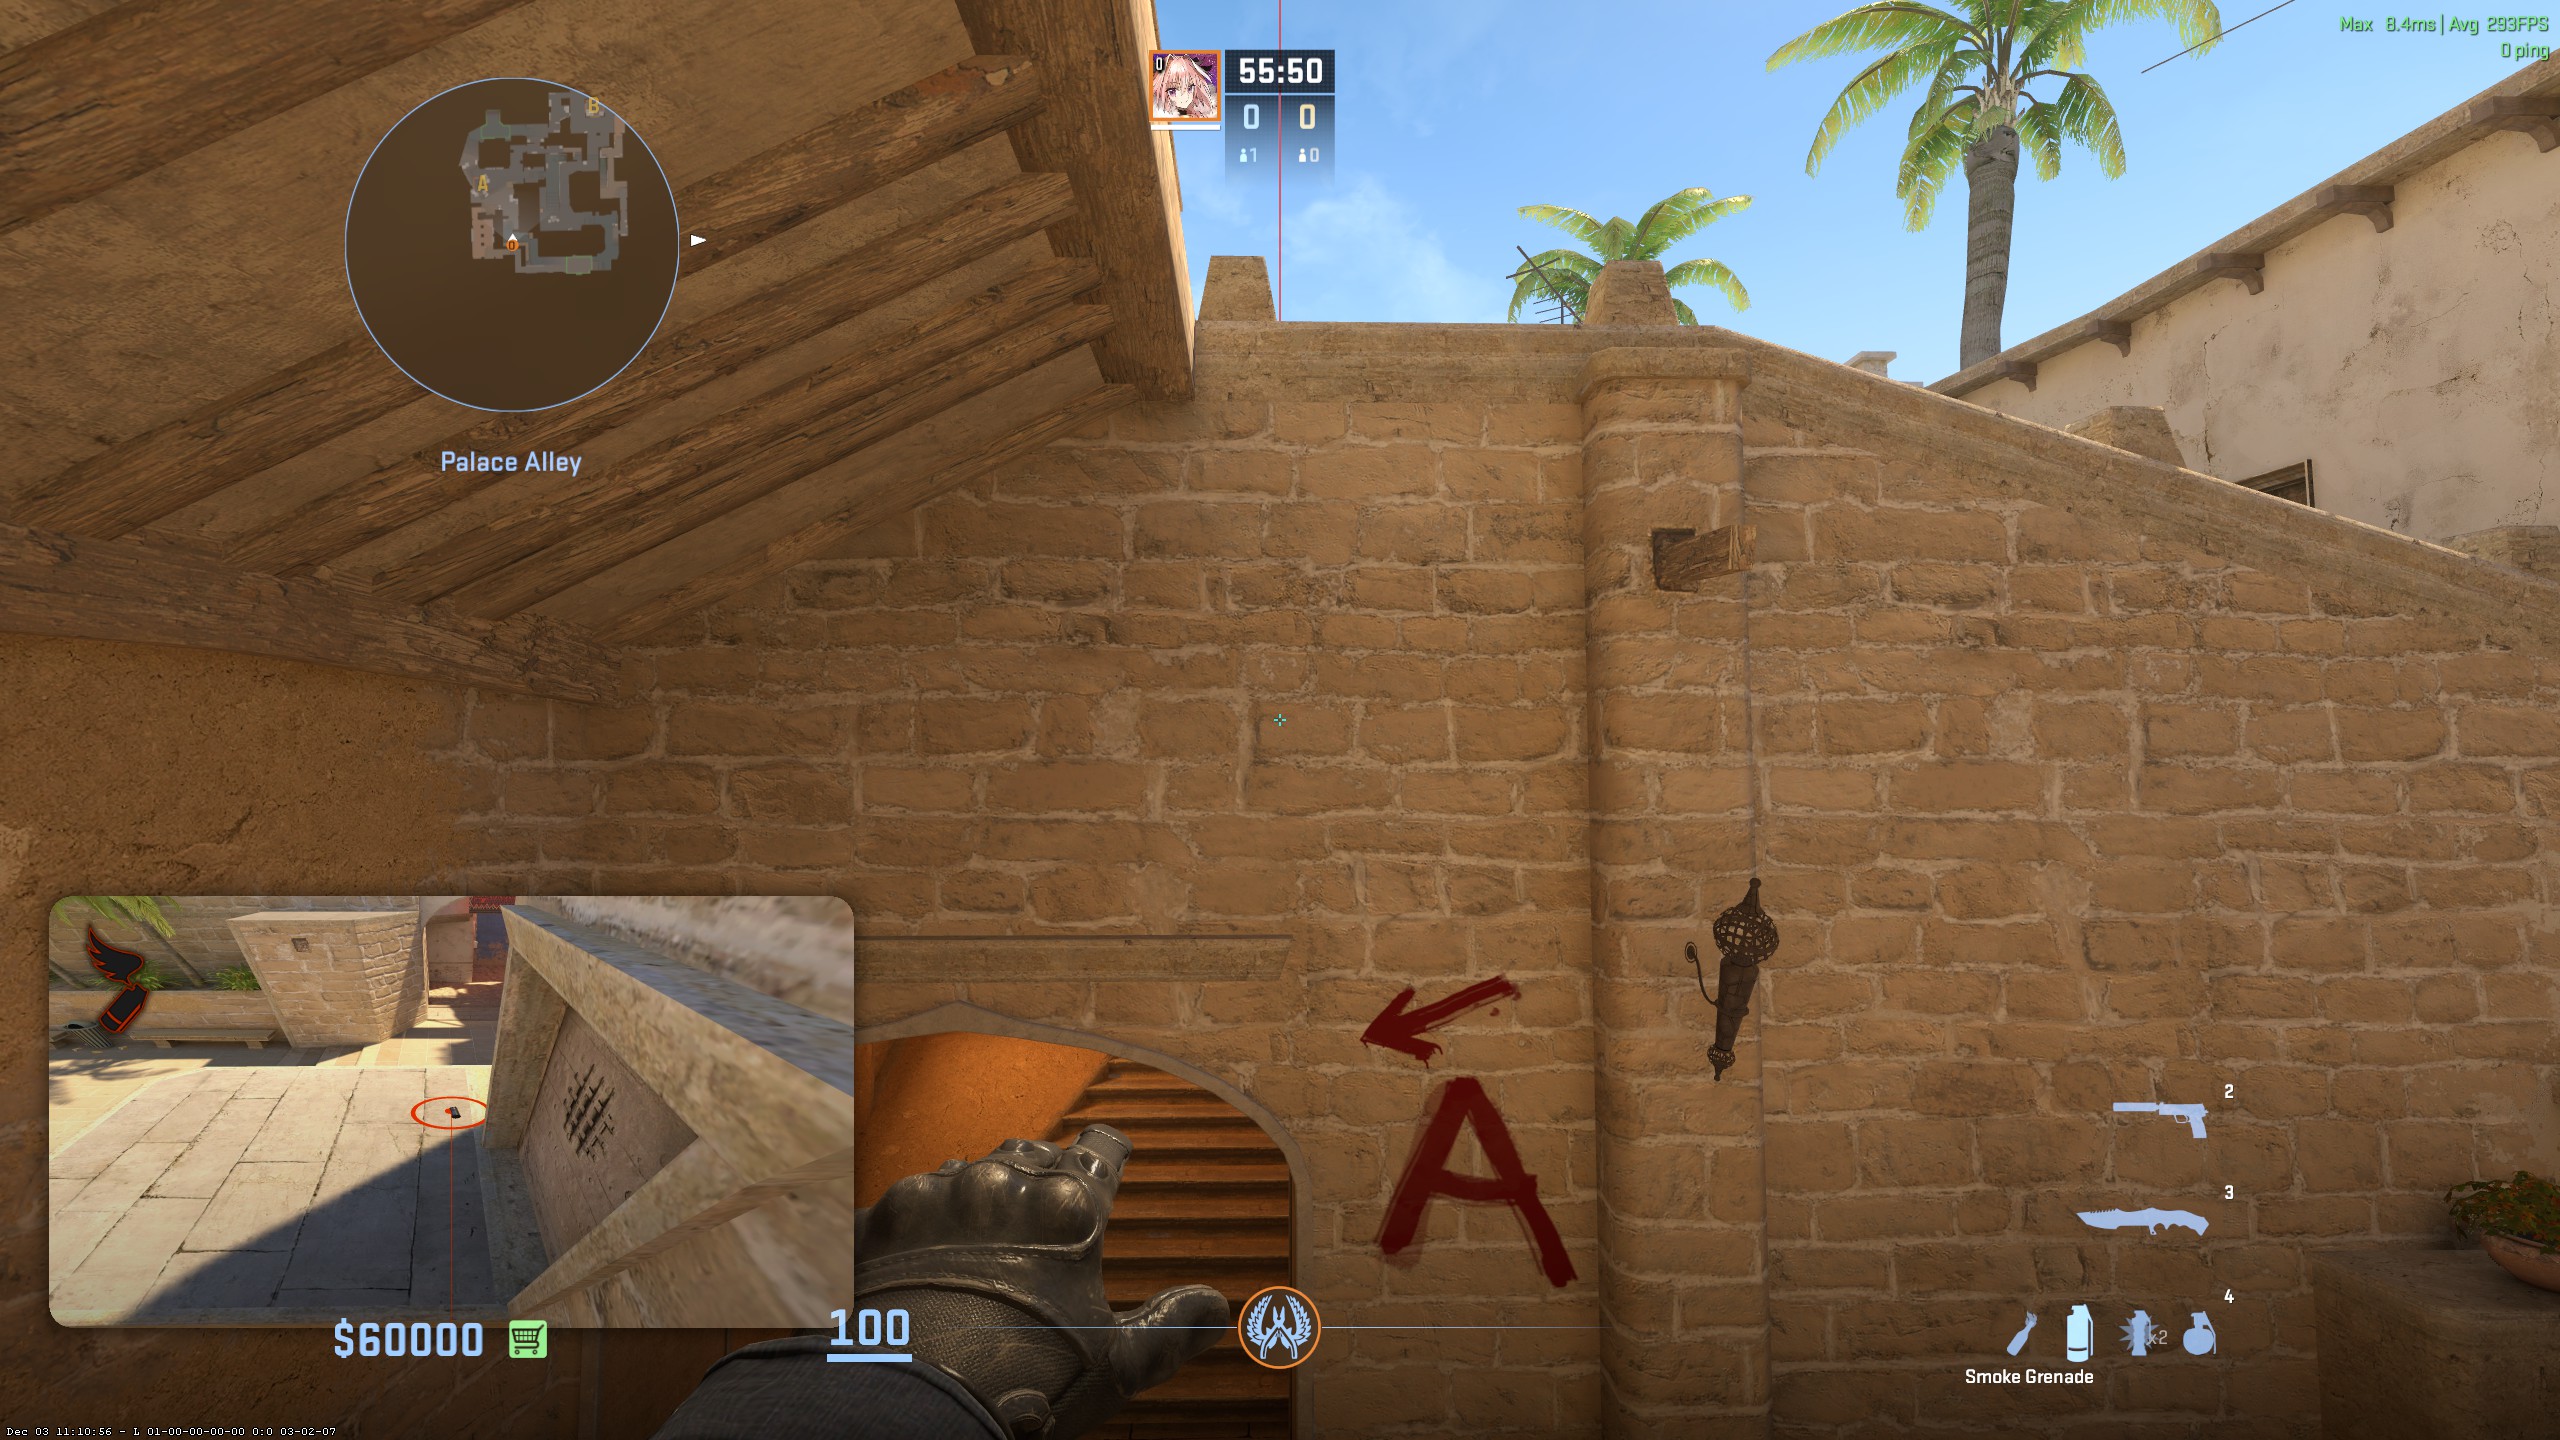 Max 8.4ms | Avg 293FPS
0 ping
0
55:50
0 0
1 0
B
A
0
Palace Alley
A
2
3
4
x2
Smoke Grenade
$60000
100
Dec 03 11:10:56 - L 01-00-00-00-00 0:0 03-02-07